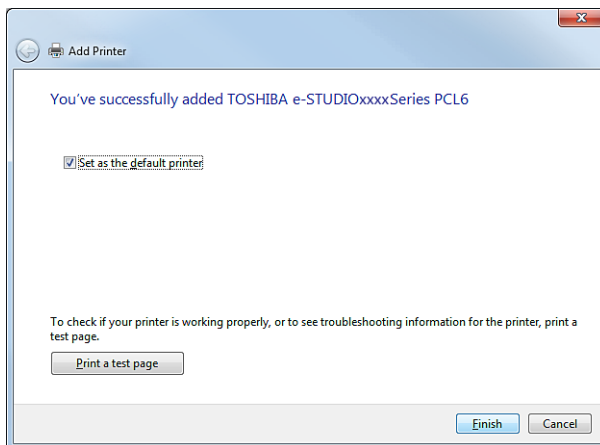 Add Printer
You've successfully added TOSHIBA e-STUDIOxxxxSeries PCL6
Set as the default printer
To check if your printer is working properly, or to see troubleshooting information for the printer, print a
test page.
Print a test page
Finish Cancel